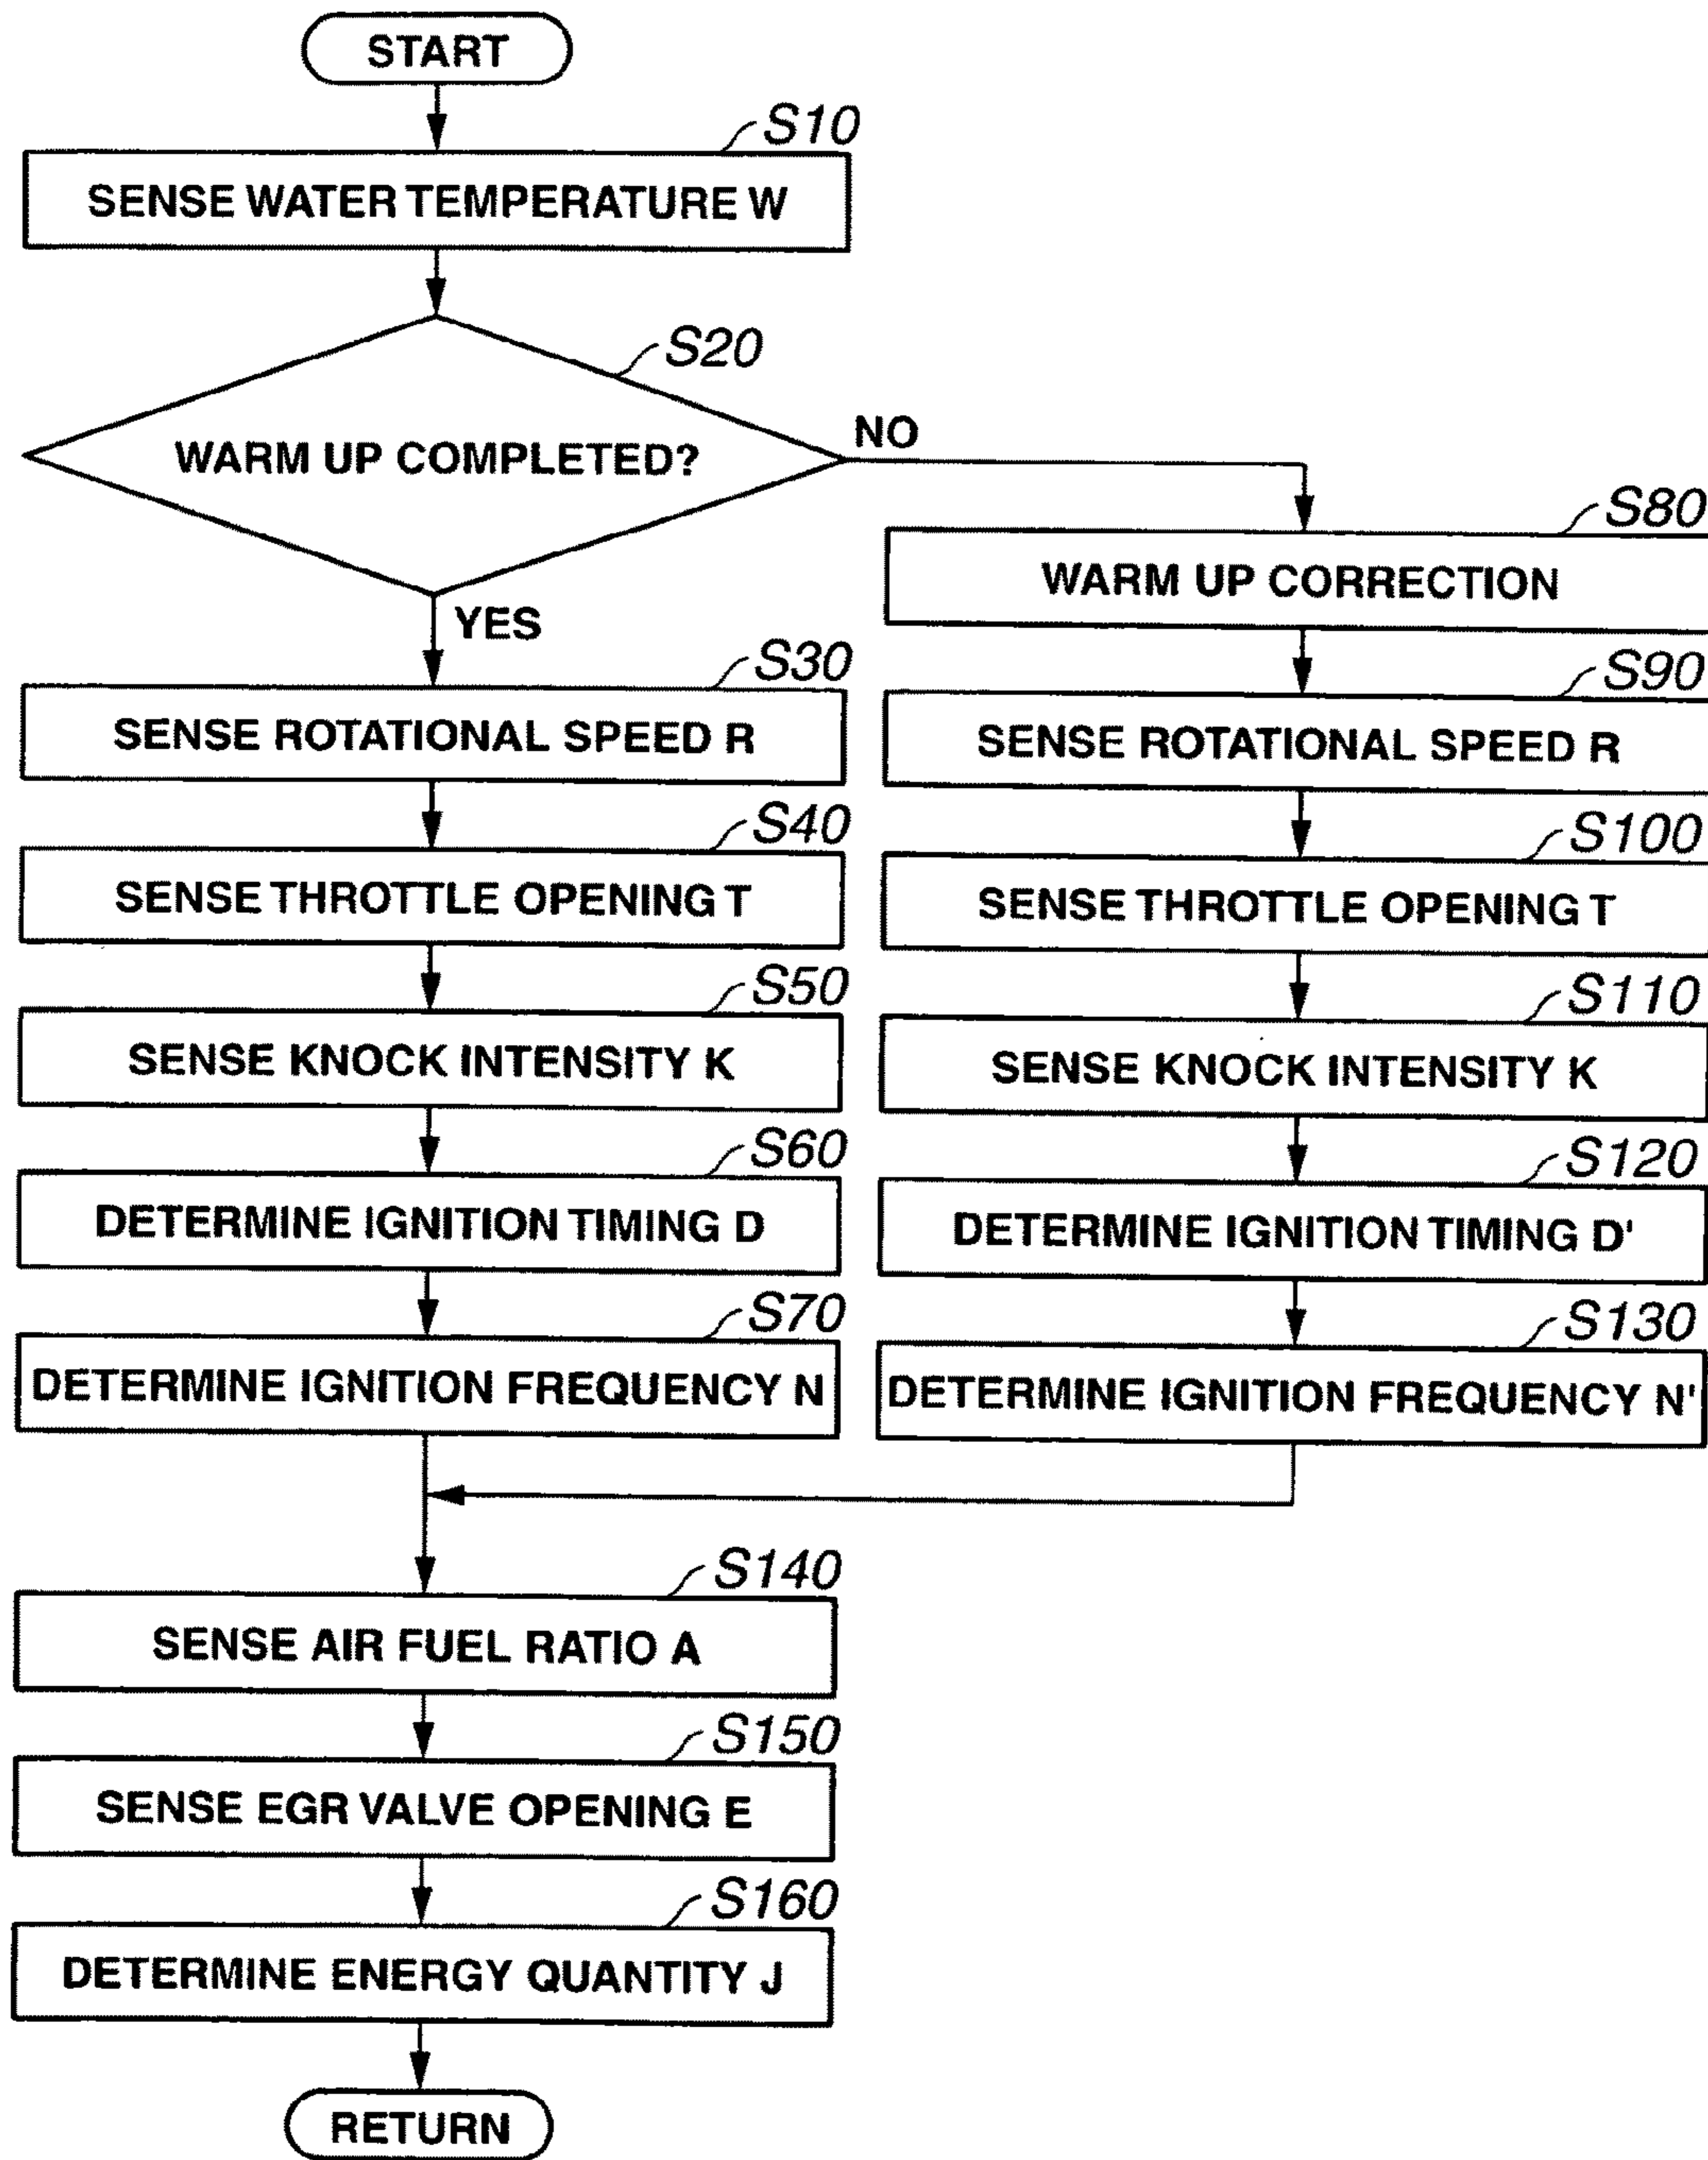 START
S10
SENSE WATER TEMPERATURE W
S20
WARM UP COMPLETED?
NO
YES
S30
SENSE ROTATIONAL SPEED R
S40
SENSE THROTTLE OPENING T
S50
SENSE KNOCK INTENSITY K
S60
DETERMINE IGNITION TIMING D
S70
DETERMINE IGNITION FREQUENCY N
S80
WARM UP CORRECTION
S90
SENSE ROTATIONAL SPEED R
S100
SENSE THROTTLE OPENING T
S110
SENSE KNOCK INTENSITY K
S120
DETERMINE IGNITION TIMING D'
S130
DETERMINE IGNITION FREQUENCY N'
S140
SENSE AIR FUEL RATIO A
S150
SENSE EGR VALVE OPENING E
S160
DETERMINE ENERGY QUANTITY J
RETURN